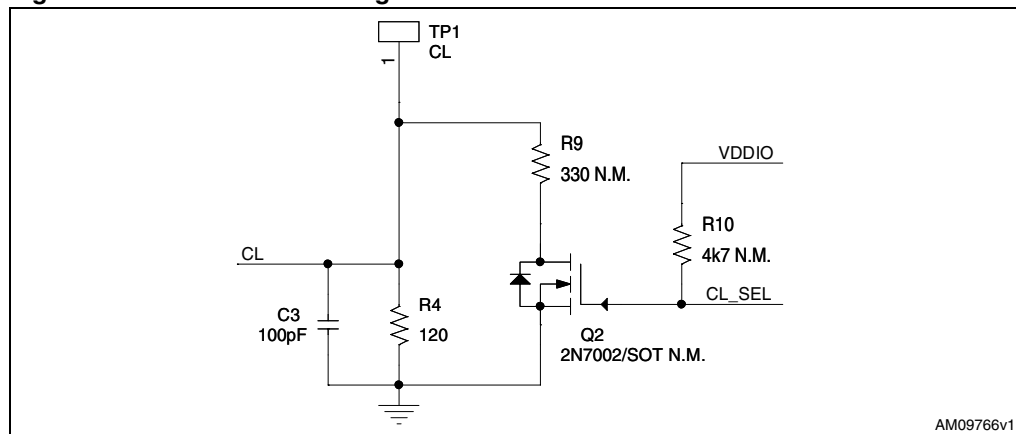 TP1
CL
1
R9
330 N.M.
VDDIO
R10
4k7 N.M.
CL
CL_SEL
C3
100pF
R4
120
Q2
2N7002/SOT N.M.
AM09766v1